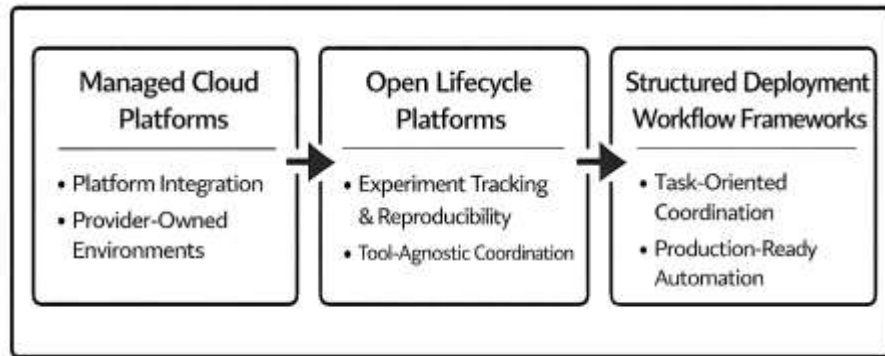 Managed Cloud
Platforms
• Platform Integration
• Provider-Owned
Environments
Open Lifecycle
Platforms
• Experiment Tracking
& Reproducibility
• Tool-Agnostic Coordination
Structured Deployment
Workflow Frameworks
• Task-Oriented
Coordination
• Production-Ready
Automation